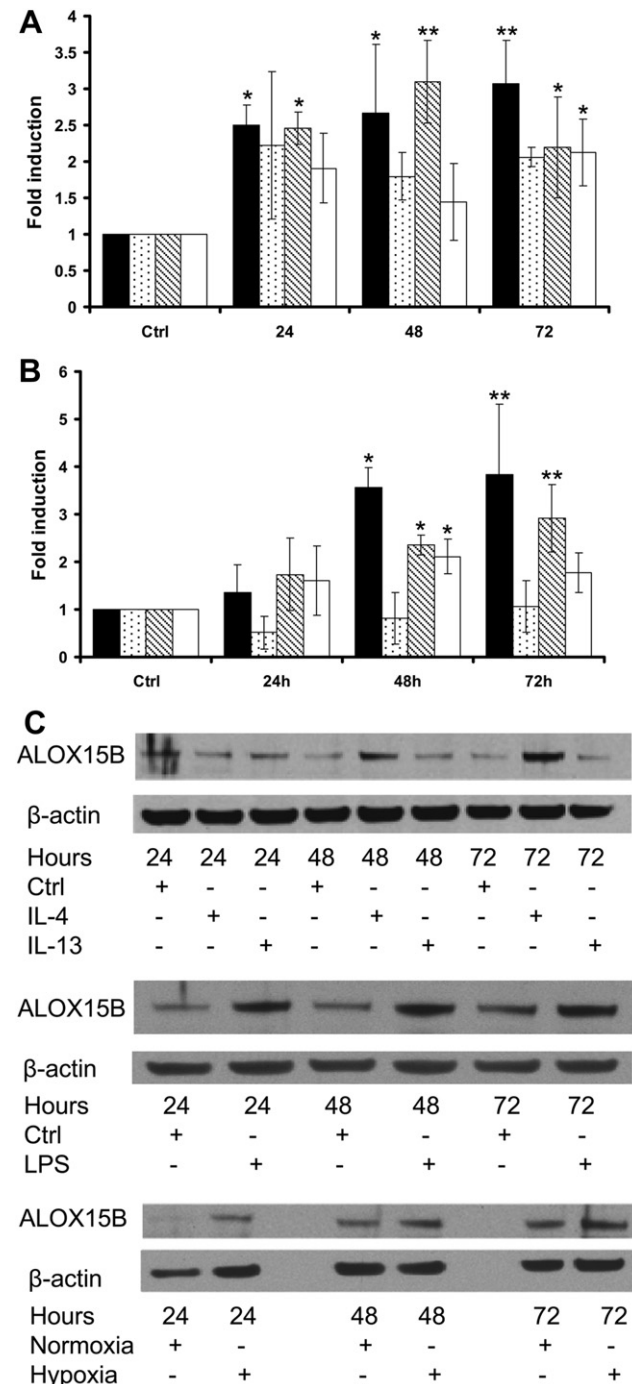 A
Fold induction
4
3.5
3
2.5
2
1.5
1
0.5
0
* * * ** ** * *
Ctrl 24 48 72
B
Fold induction
6
5
4
3
2
1
0
* * * ** **
Ctrl 24h 48h 72h
C
ALOX15B
β-actin
Hours 24 24 24 48 48 48 72 72 72
Ctrl + - - + - - + - -
IL-4 - + - - + - - + -
IL-13 - - + - - + - - +
ALOX15B
β-actin
Hours 24 24 48 48 72 72
Ctrl + - + - + -
LPS - + - + - +
ALOX15B
β-actin
Hours 24 24 48 48 72 72
Normoxia + - + - + -
Hypoxia - + - + - +